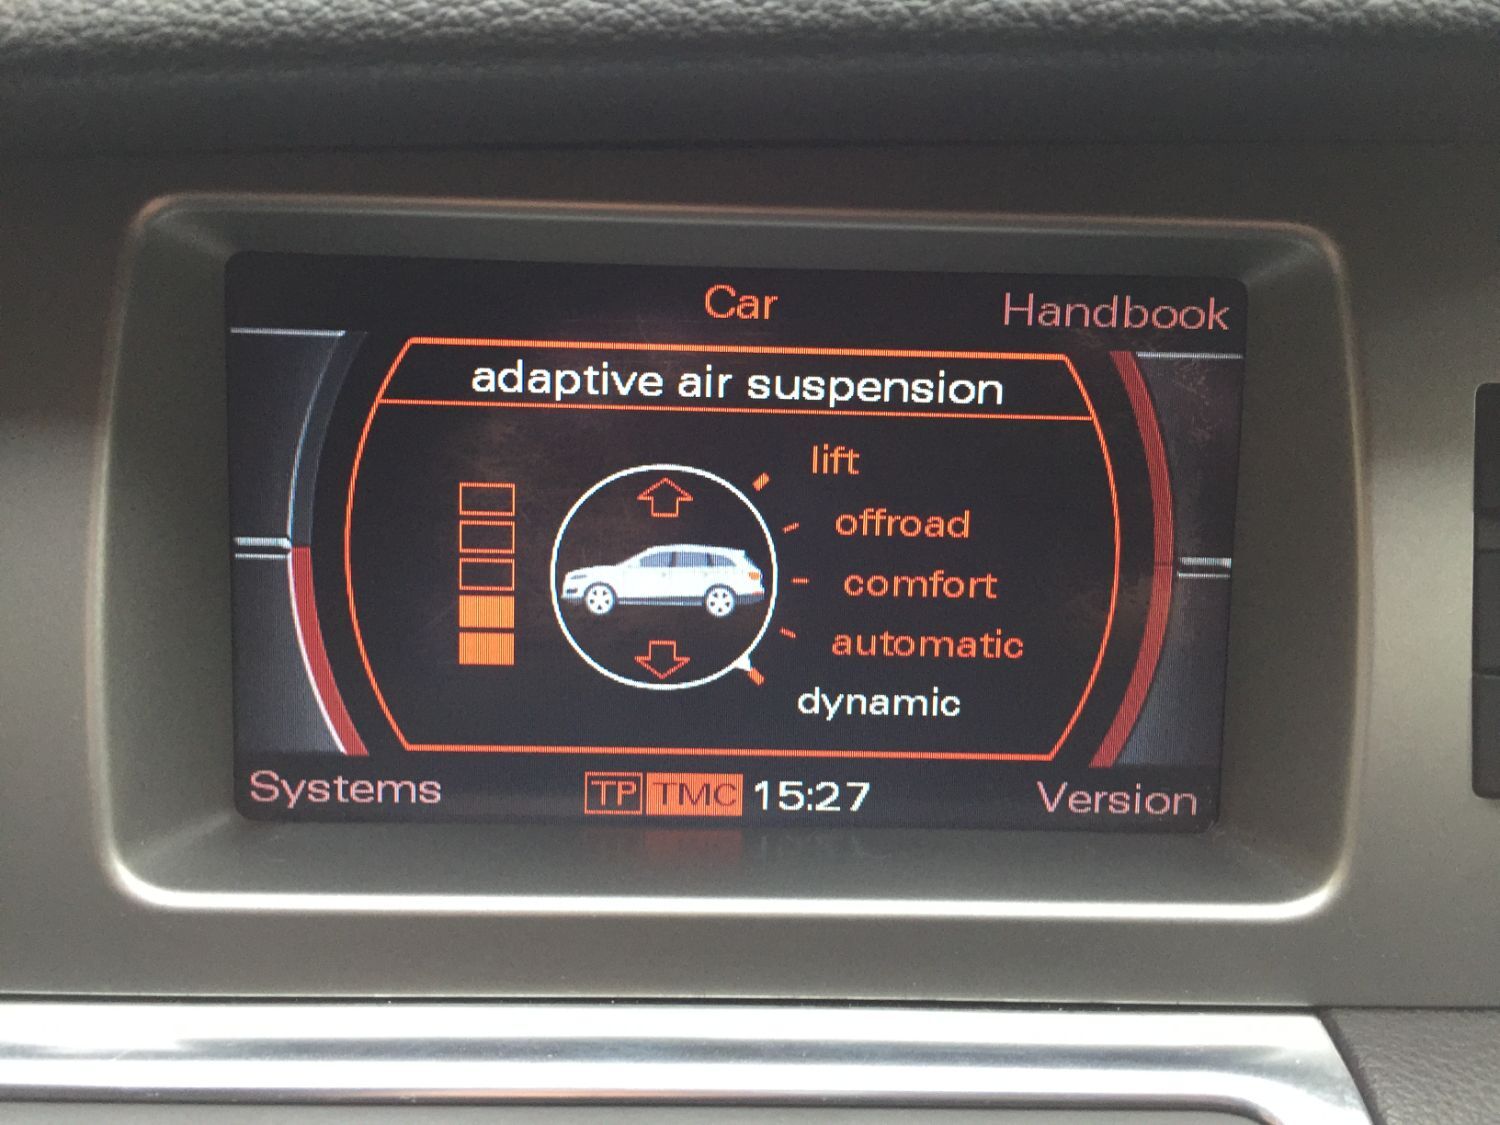 Car
Handbook
adaptive air suspension
lift
offroad
comfort
automatic
dynamic
Systems
TP TMC 15:27
Version